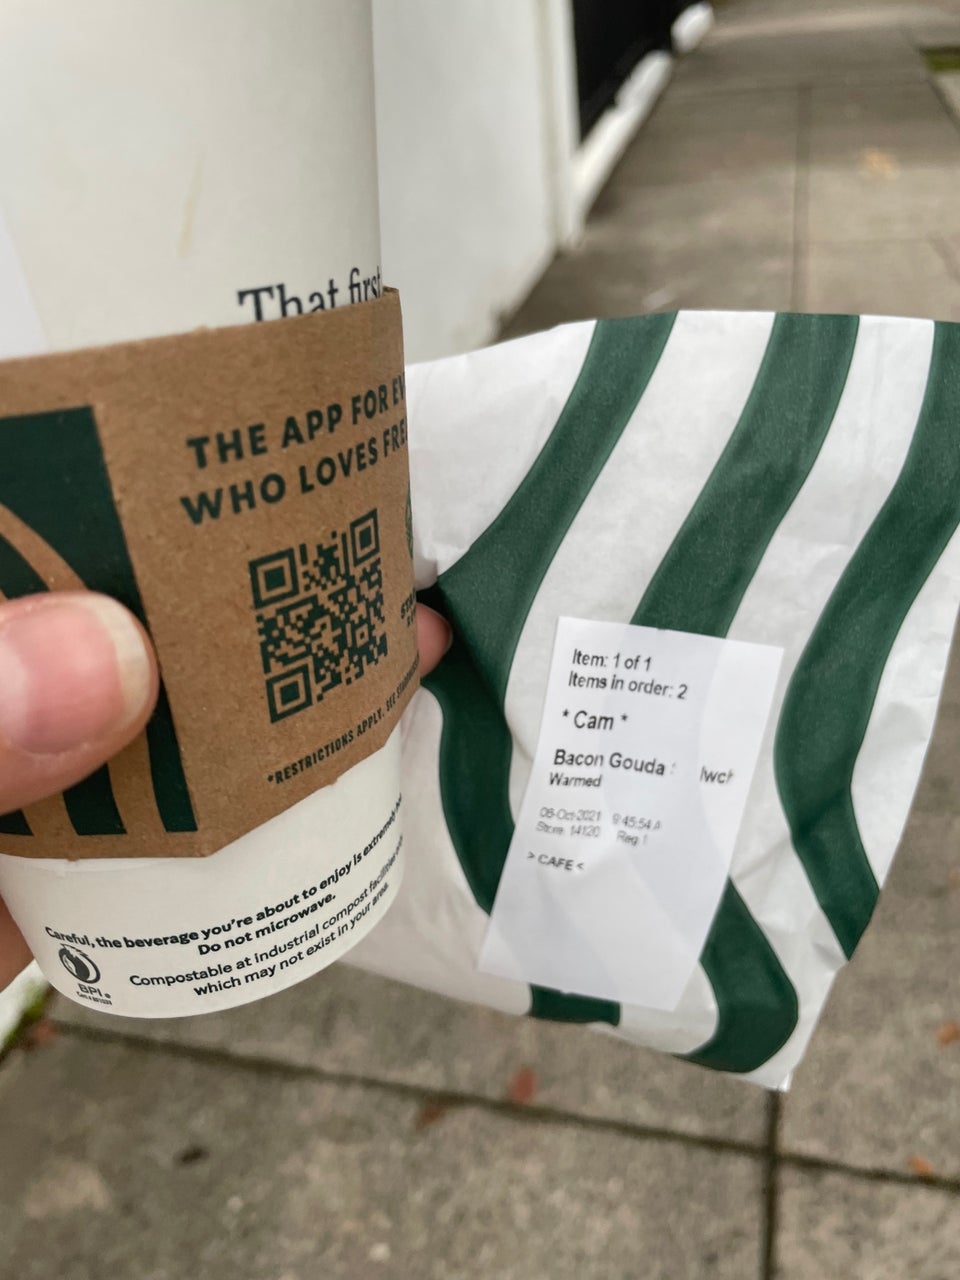 That first
THE APP FOR EV
WHO LOVES FREE
*RESTRICTIONS APPLY. SEE
Careful, the beverage you're about to enjoy is extremely
Do not microwave.
Compostable at industrial compost facilities
which may not exist in your area.
BPI
Item: 1 of 1
Items in order: 2
* Cam *
Bacon Gouda
Warmed
06-Oct-2021 9:45:54 A
Store 14120 Reg 1
> CAFE <